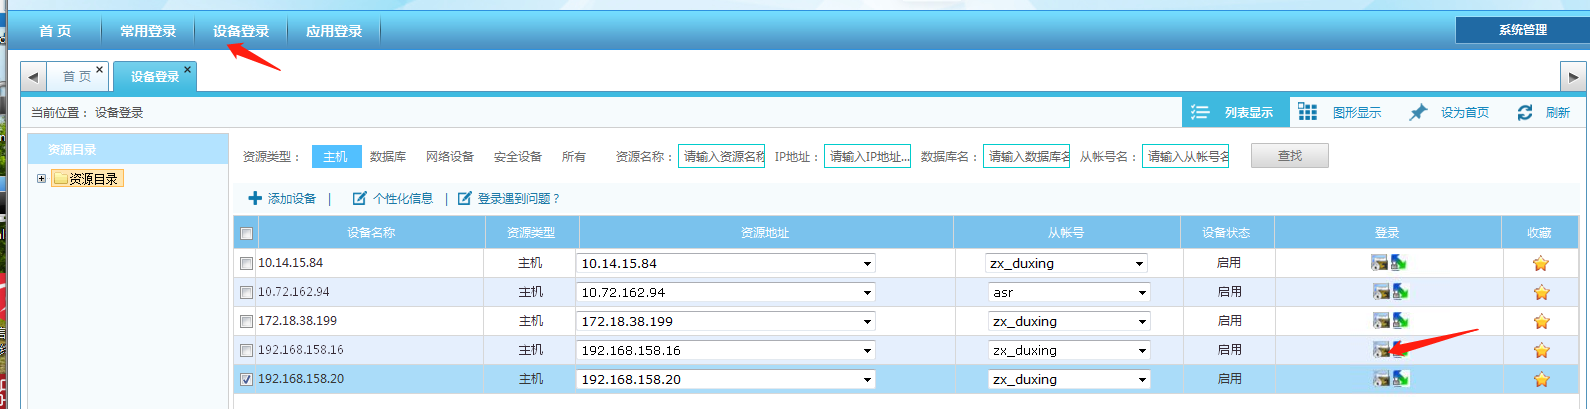 首 页 常用登录 设备登录 应用登录 系统管理
首 页 设备登录
当前位置： 设备登录 列表显示 图形显示 设为首页 刷新
资源目录
资源目录
资源类型： 主机 数据库 网络设备 安全设备 所有 资源名称： 请输入资源名称 IP地址： 请输入IP地址... 数据库名： 请输入数据库名 从帐号名： 请输入从帐号名 查找
添加设备 | 个性化信息 | 登录遇到问题？
设备名称 资源类型 资源地址 从帐号 设备状态 登录 收藏
10.14.15.84 主机 10.14.15.84 zx_duxing 启用
10.72.162.94 主机 10.72.162.94 asr 启用
172.18.38.199 主机 172.18.38.199 zx_duxing 启用
192.168.158.16 主机 192.168.158.16 zx_duxing 启用
192.168.158.20 主机 192.168.158.20 zx_duxing 启用